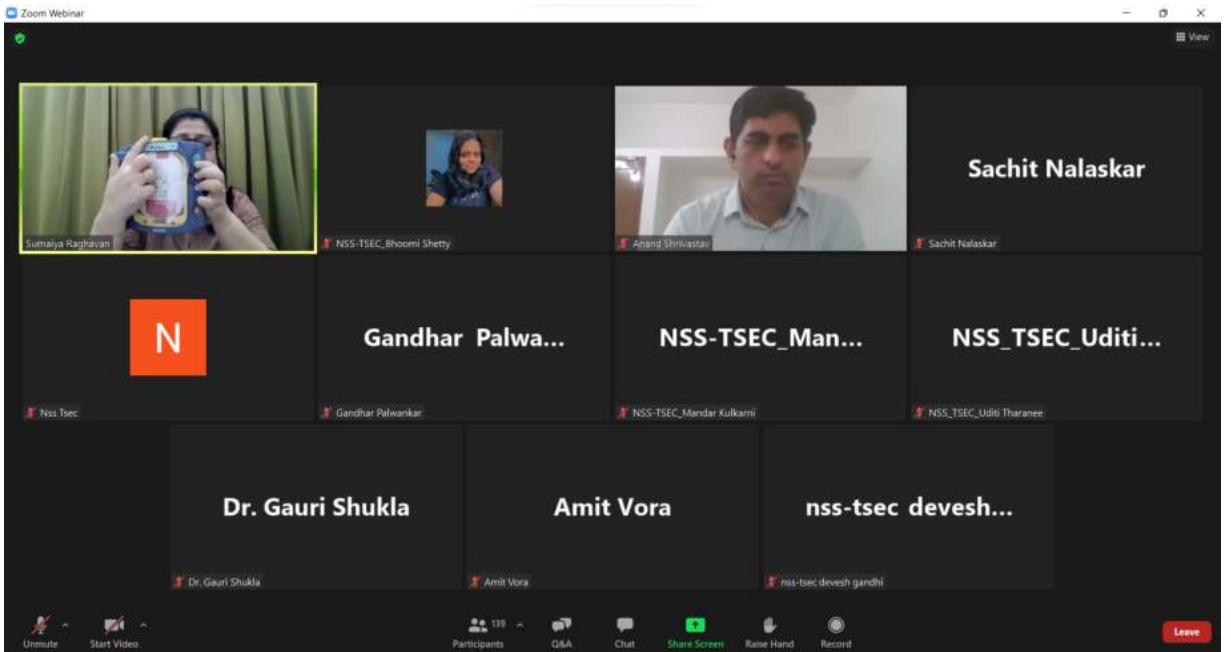 Zoom Webinar
View
Sumaiya Raghavan
NSS-TSEC_Bhoomi Shetty
Anand Shrivastav
Sachit Nalaskar
Sachit Nalaskar
N
Nss Tsec
Gandhar Palwa...
Gandhar Palwankar
NSS-TSEC_Man...
NSS-TSEC_Mandar Kulkarni
NSS_TSEC_Uditi...
NSS_TSEC_Uditi Tharanee
Dr. Gauri Shukla
Dr. Gauri Shukla
Amit Vora
Amit Vora
nss-tsec devesh...
nss-tsec devesh gandhi
Unmute
Start Video
139
Participants
Q&A
Chat
Share Screen
Raise Hand
Record
Leave